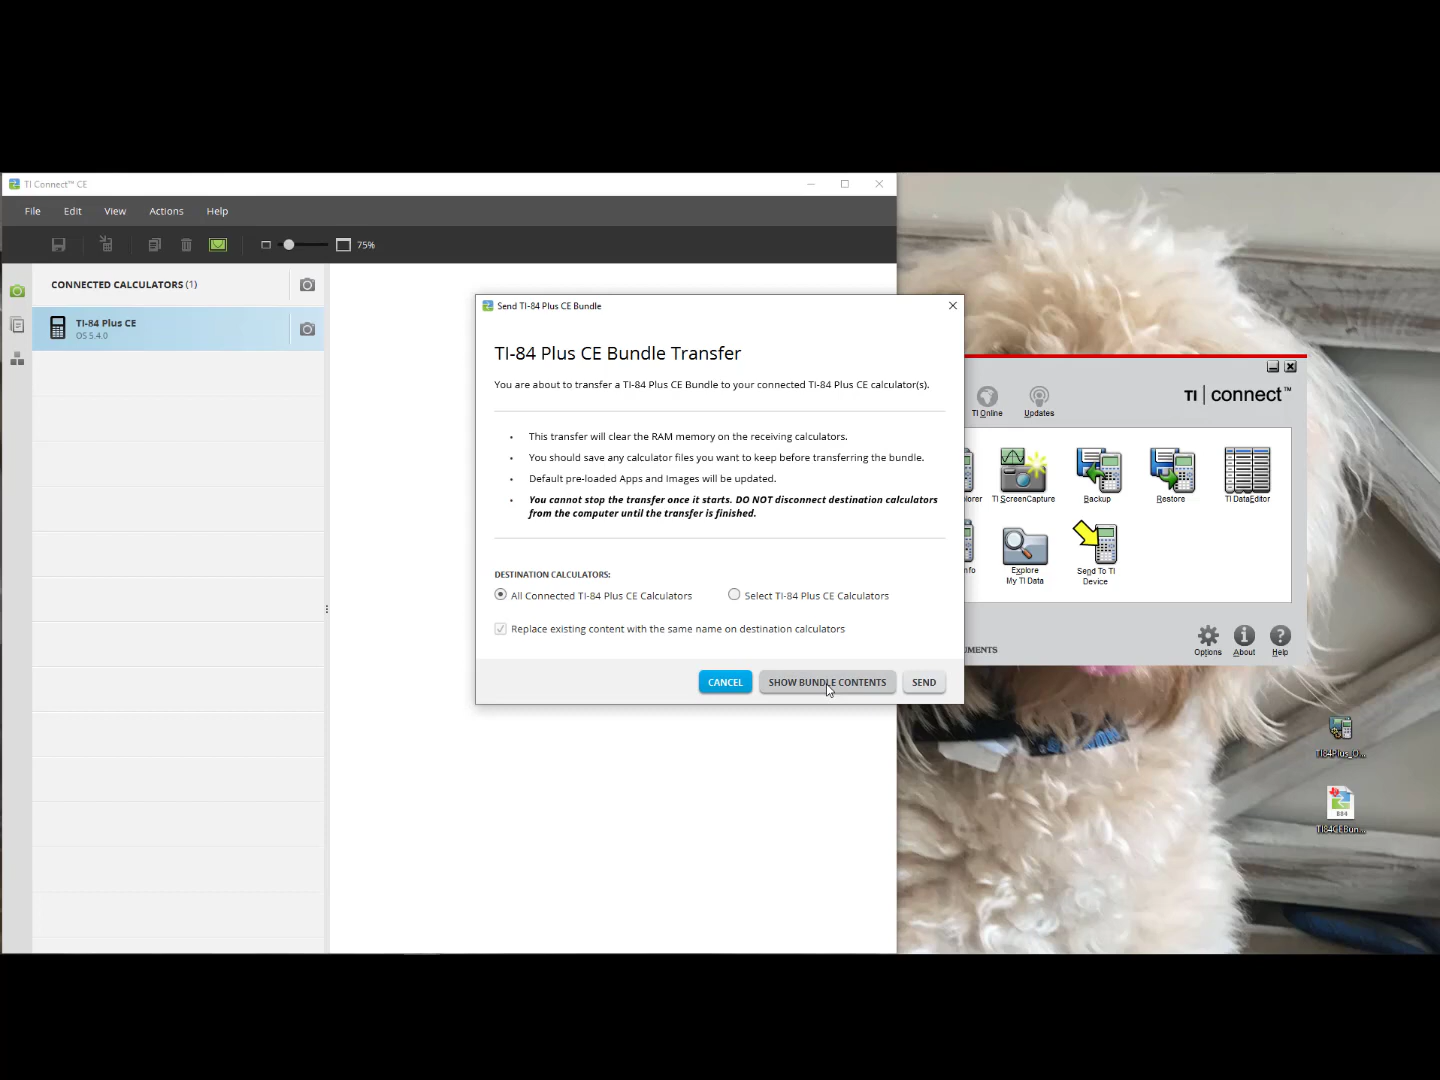 TI Connect™ CE
File Edit View Actions Help
75%
CONNECTED CALCULATORS (1)
TI-84 Plus CE
OS 5.4.0
Send TI-84 Plus CE Bundle
TI-84 Plus CE Bundle Transfer
You are about to transfer a TI-84 Plus CE Bundle to your connected TI-84 Plus CE calculator(s).
• This transfer will clear the RAM memory on the receiving calculators.
• You should save any calculator files you want to keep before transferring the bundle.
• Default pre-loaded Apps and Images will be updated.
• You cannot stop the transfer once it starts. DO NOT disconnect destination calculators
from the computer until the transfer is finished.
DESTINATION CALCULATORS:
All Connected TI-84 Plus CE Calculators Select TI-84 Plus CE Calculators
Replace existing content with the same name on destination calculators
CANCEL SHOW BUNDLE CONTENTS SEND
TI connect™
TI Online Updates
TI ScreenCapture Backup Restore TI DataEditor
Explore
My TI Data
Send To TI
Device
Options About Help
TI84Plus_O...
884
TI84CEBun...